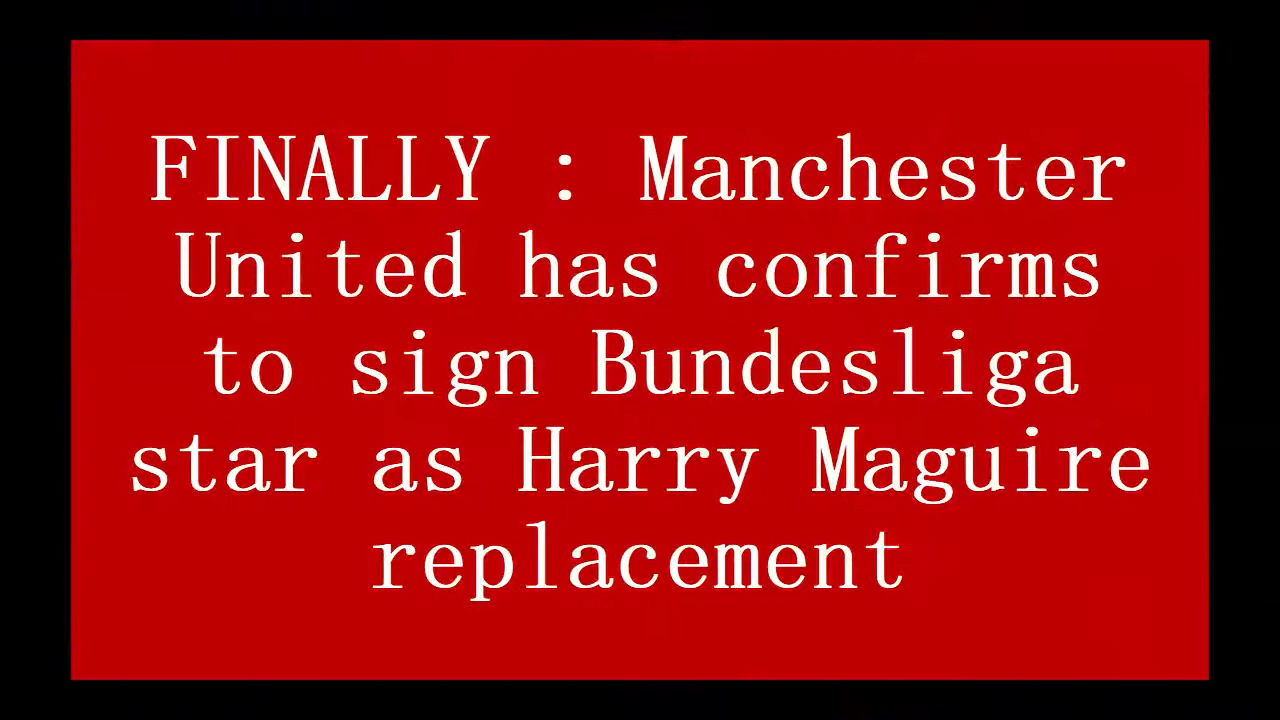 FINALLY : Manchester
United has confirms
to sign Bundesliga
star as Harry Maguire
replacement